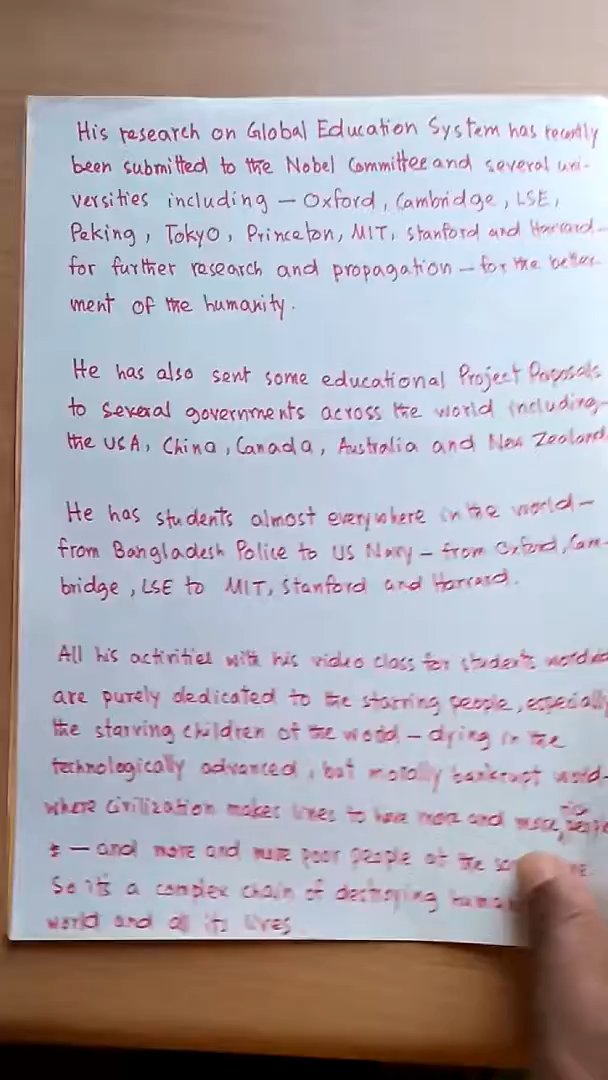 His research on Global Education System has recently
been submitted to the Nobel Committee and several uni-
versities including — Oxford, Cambridge, LSE,
Peking, Tokyo, Princeton, MIT, Stanford and Harvard —
for further research and propagation — for the better-
ment of the humanity.
He has also sent some educational Project Proposals
to several governments across the world including —
the USA, China, Canada, Australia and New Zealand.
He has students almost everywhere in the world —
from Bangladesh Police to US Navy — from Oxford, Cam-
bridge, LSE to MIT, Stanford and Harvard.
All his activities with his video class for students
are purely dedicated to the starving people, especially
the starving children of the world — dying in the
technologically advanced, but morally bankrupt world —
where civilization makes lines to have more and more
— and more and more poor people at the
So it's a complex chain of destroying
world and all its lives